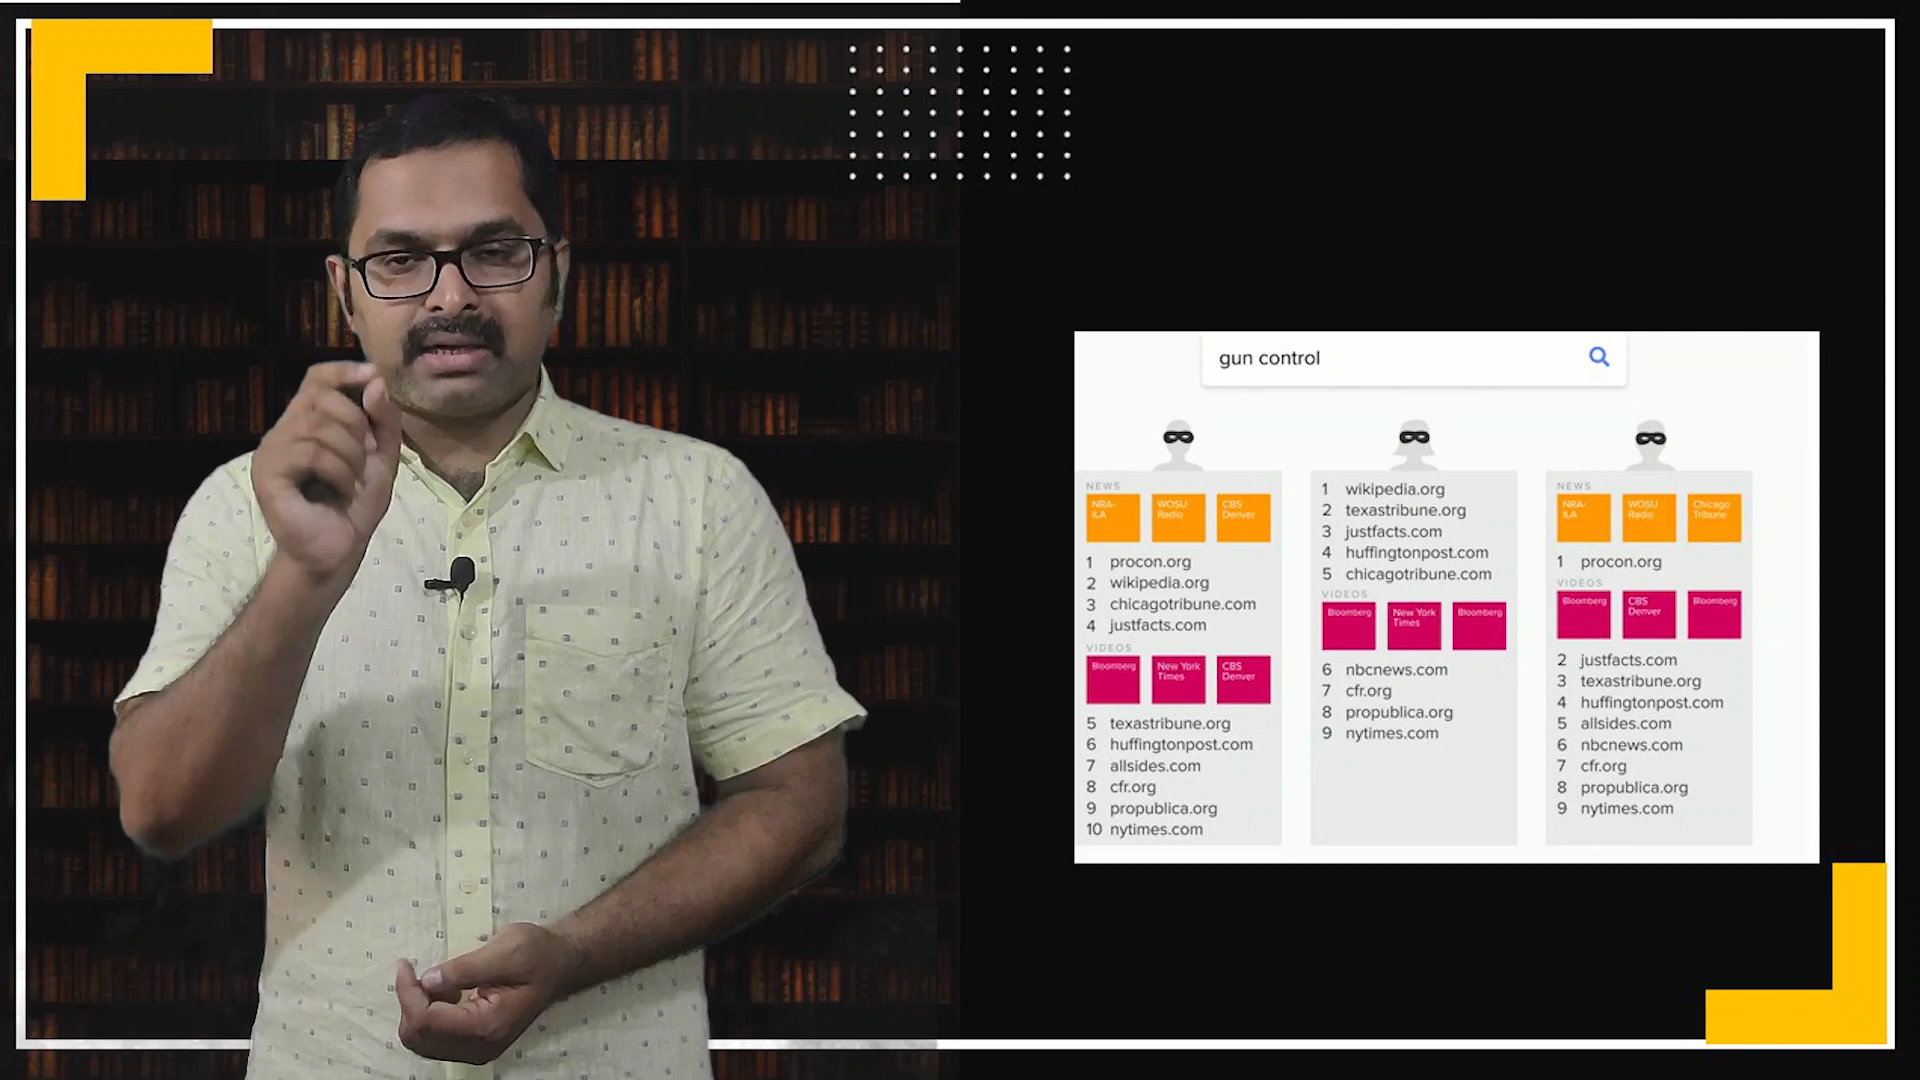 gun control
NEWS
NRA-
ILA
WOSU
Radio
CBS
Denver
1 procon.org
2 wikipedia.org
3 chicagotribune.com
4 justfacts.com
VIDEOS
Bloomberg
New York
Times
CBS
Denver
5 texastribune.org
6 huffingtonpost.com
7 allsides.com
8 cfr.org
9 propublica.org
10 nytimes.com
1 wikipedia.org
2 texastribune.org
3 justfacts.com
4 huffingtonpost.com
5 chicagotribune.com
VIDEOS
Bloomberg
New York
Times
Bloomberg
6 nbcnews.com
7 cfr.org
8 propublica.org
9 nytimes.com
NEWS
NRA-
ILA
WOSU
Radio
Chicago
Tribune
1 procon.org
VIDEOS
Bloomberg
CBS
Denver
Bloomberg
2 justfacts.com
3 texastribune.org
4 huffingtonpost.com
5 allsides.com
6 nbcnews.com
7 cfr.org
8 propublica.org
9 nytimes.com